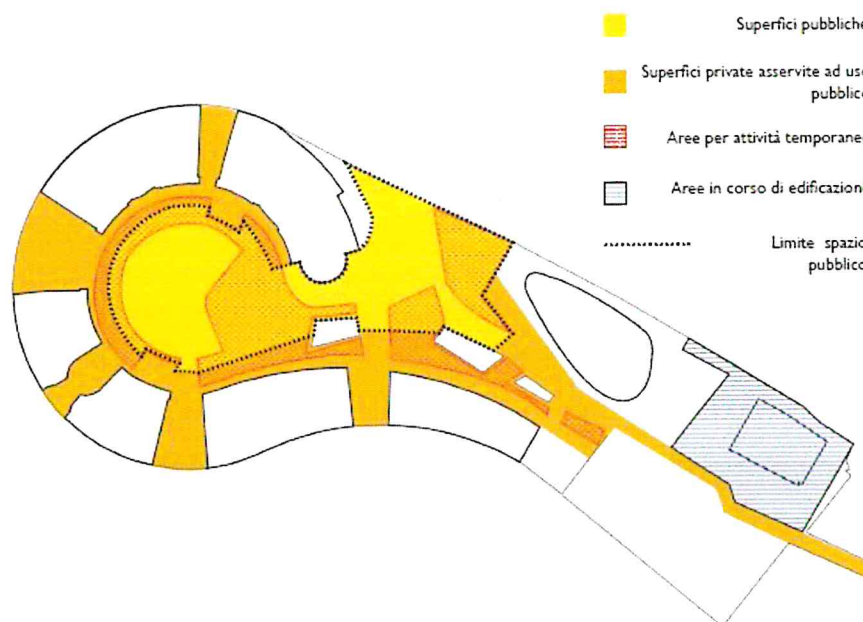 Superfici pubbliche
Superfici private asservite ad uso
pubblico
Aree per attività temporanee
Aree in corso di edificazione
Limite spazio
pubblico